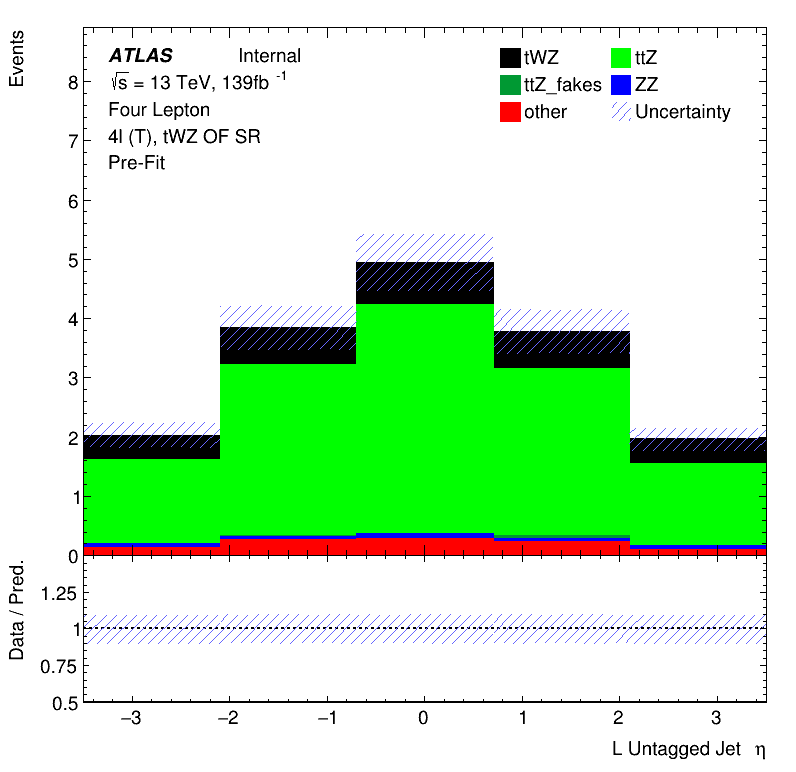 Events
ATLAS Internal
√s = 13 TeV, 139fb -1
Four Lepton
4l (T), tWZ OF SR
Pre-Fit
tWZ ttZ
ttZ_fakes ZZ
other Uncertainty
8
7
6
5
4
3
2
1
0
Data / Pred.
1.25
1
0.75
0.5
−3 −2 −1 0 1 2 3
L Untagged Jet η